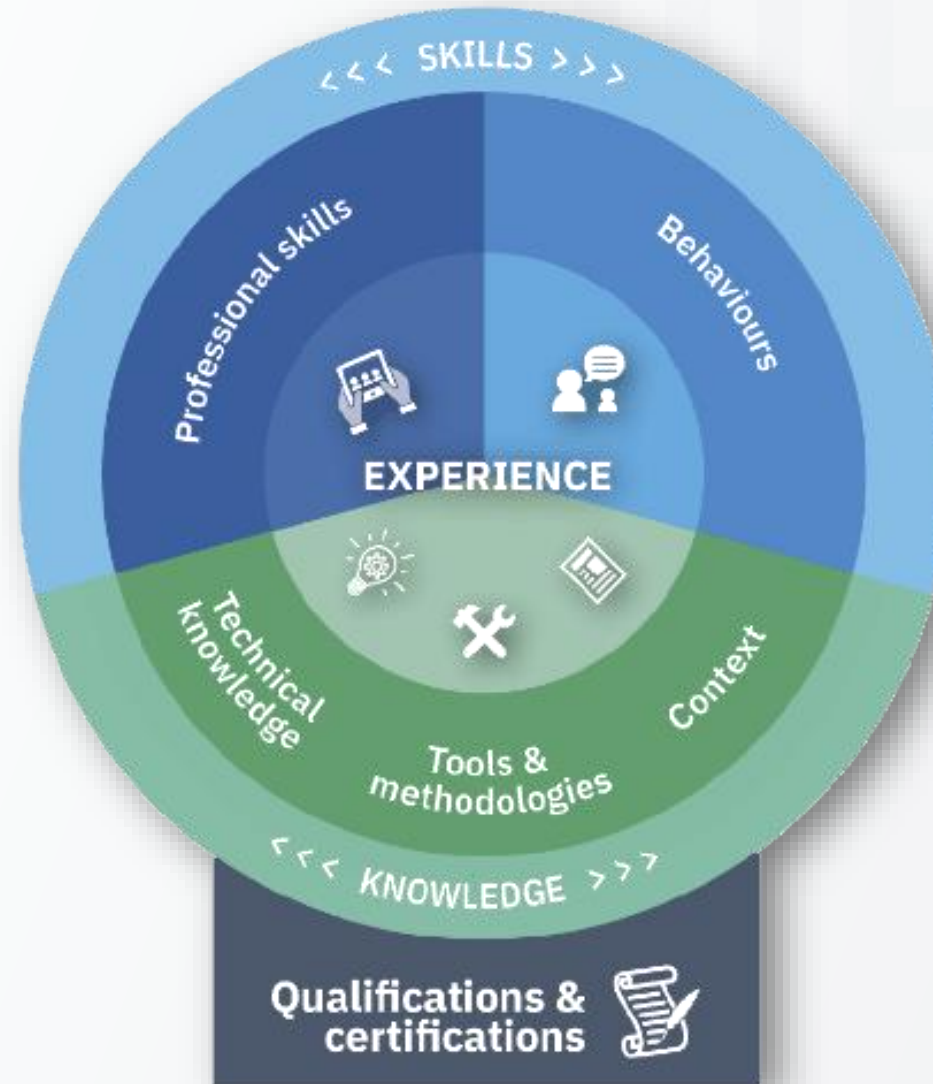 <<< SKILLS >>>
Professional skills
Behaviours
EXPERIENCE
Technical
knowledge
Tools &
methodologies
Context
<<< KNOWLEDGE >>>
Qualifications &
certifications